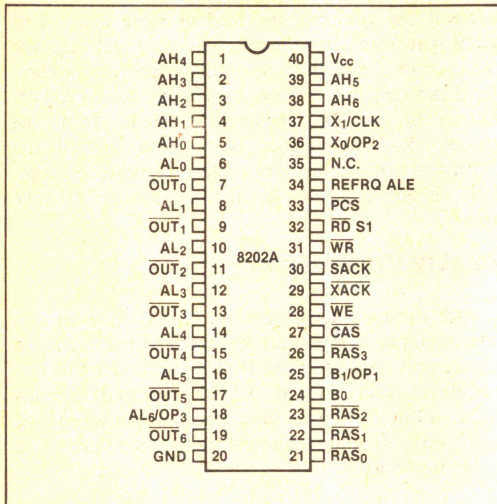 AH4 1 40 VCC
AH3 2 39 AH5
AH2 3 38 AH6
AH1 4 37 X1/CLK
AH0 5 36 X0/OP2
AL0 6 35 N.C.
OUT0 7 34 REFRQ ALE
AL1 8 33 PCS
OUT1 9 32 RD S1
AL2 10 31 WR
8202A
OUT2 11 30 SACK
AL3 12 29 XACK
OUT3 13 28 WE
AL4 14 27 CAS
OUT4 15 26 RAS3
AL5 16 25 B1/OP1
OUT5 17 24 B0
AL6/OP3 18 23 RAS2
OUT6 19 22 RAS1
GND 20 21 RAS0